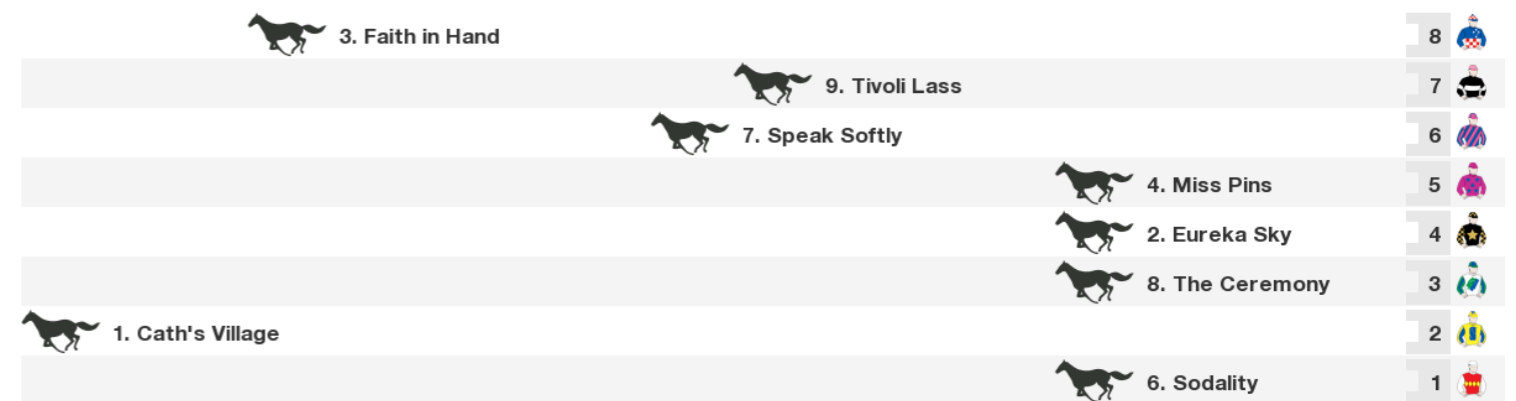 3. Faith in Hand 8
9. Tivoli Lass 7
7. Speak Softly 6
4. Miss Pins 5
2. Eureka Sky 4
8. The Ceremony 3
1. Cath's Village 2
6. Sodality 1